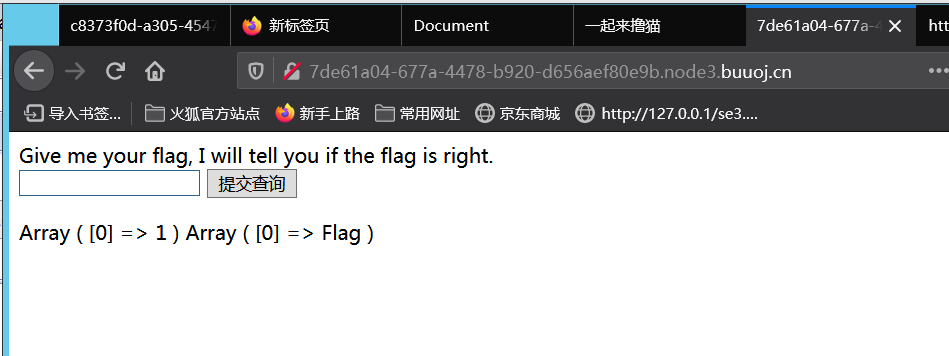 c8373f0d-a305-4547
新标签页
Document
一起来撸猫
7de61a04-677a-4
htt
7de61a04-677a-4478-b920-d656aef80e9b.node3.buuoj.cn
导入书签... 火狐官方站点 新手上路 常用网址 京东商城 http://127.0.0.1/se3....
Give me your flag, I will tell you if the flag is right.
提交查询
Array ( [0] => 1 ) Array ( [0] => Flag )